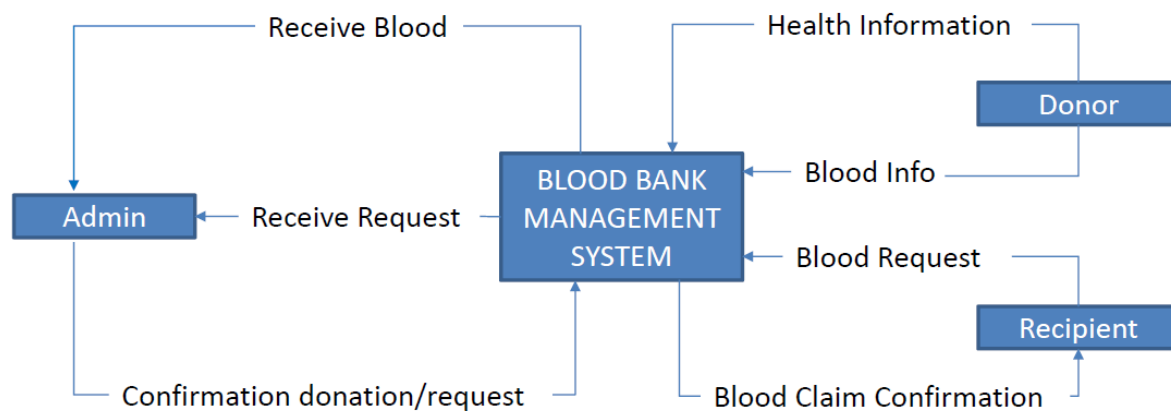 Receive Blood
Health Information
Donor
BLOOD BANK
MANAGEMENT
SYSTEM
Blood Info
Admin
Receive Request
Blood Request
Recipient
Confirmation donation/request
Blood Claim Confirmation